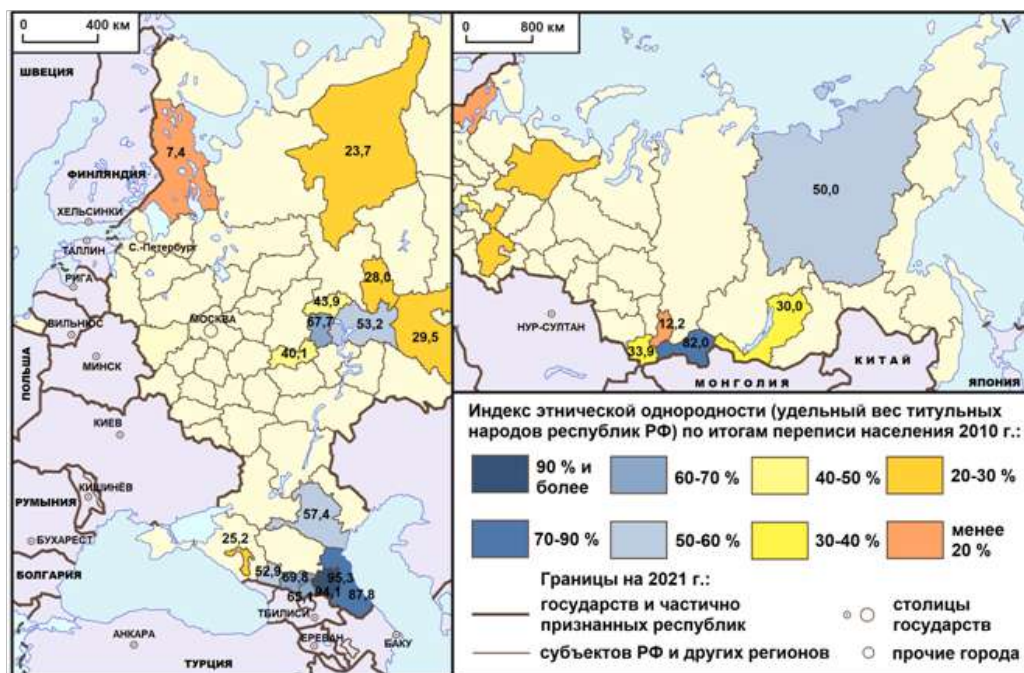 0 400 км
ШВЕЦИЯ
7,4
23,7
ФИНЛЯНДИЯ
ХЕЛЬСИНКИ
С.-Петербург
ТАЛЛИН
РИГА
28,0
43,9
ВИЛЬНЮС
МОСКВА
67,7
53,2
29,5
ПОЛЬША
МИНСК
40,1
КИЕВ
РУМЫНИЯ
КИШИНЁВ
57,4
БУХАРЕСТ
25,2
БОЛГАРИЯ
52,9
69,8
95,3
65,1
94,1
87,8
ТБИЛИСИ
АНКАРА
ЕРЕВАН
БАКУ
ТУРЦИЯ
0 800 км
50,0
НУР-СУЛТАН
12,2
30,0
33,9
82,0
КИТАЙ
МОНГОЛИЯ
ЯПОНИЯ
Индекс этнической однородности (удельный вес титульных
народов республик РФ) по итогам переписи населения 2010 г.:
90 % и более
60-70 %
40-50 %
20-30 %
70-90 %
50-60 %
30-40 %
менее 20 %
Границы на 2021 г.:
государств и частично
признанных республик
столицы
государств
субъектов РФ и других регионов
прочие города